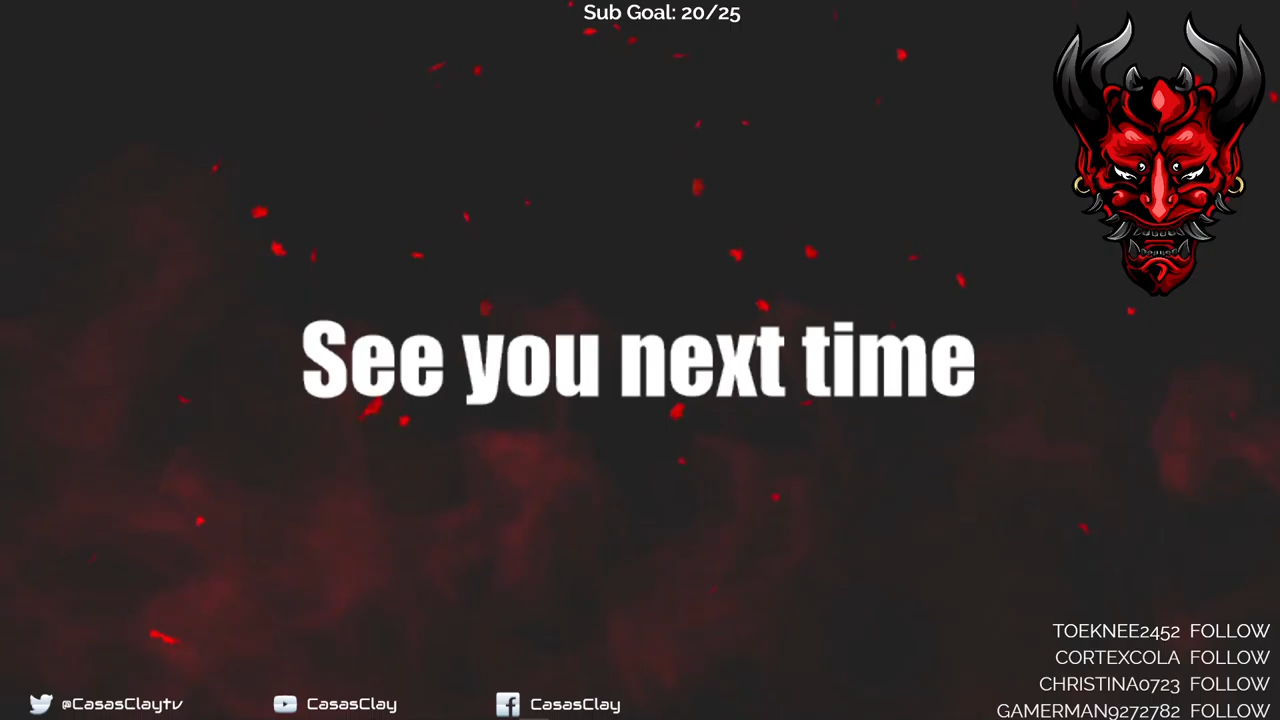 Sub Goal: 20/25
See you next time
TOEKNEE2452 FOLLOW
CORTEXCOLA FOLLOW
CHRISTINA0723 FOLLOW
GAMERMAN9272782 FOLLOW
@CasasClaytv CasasClay CasasClay